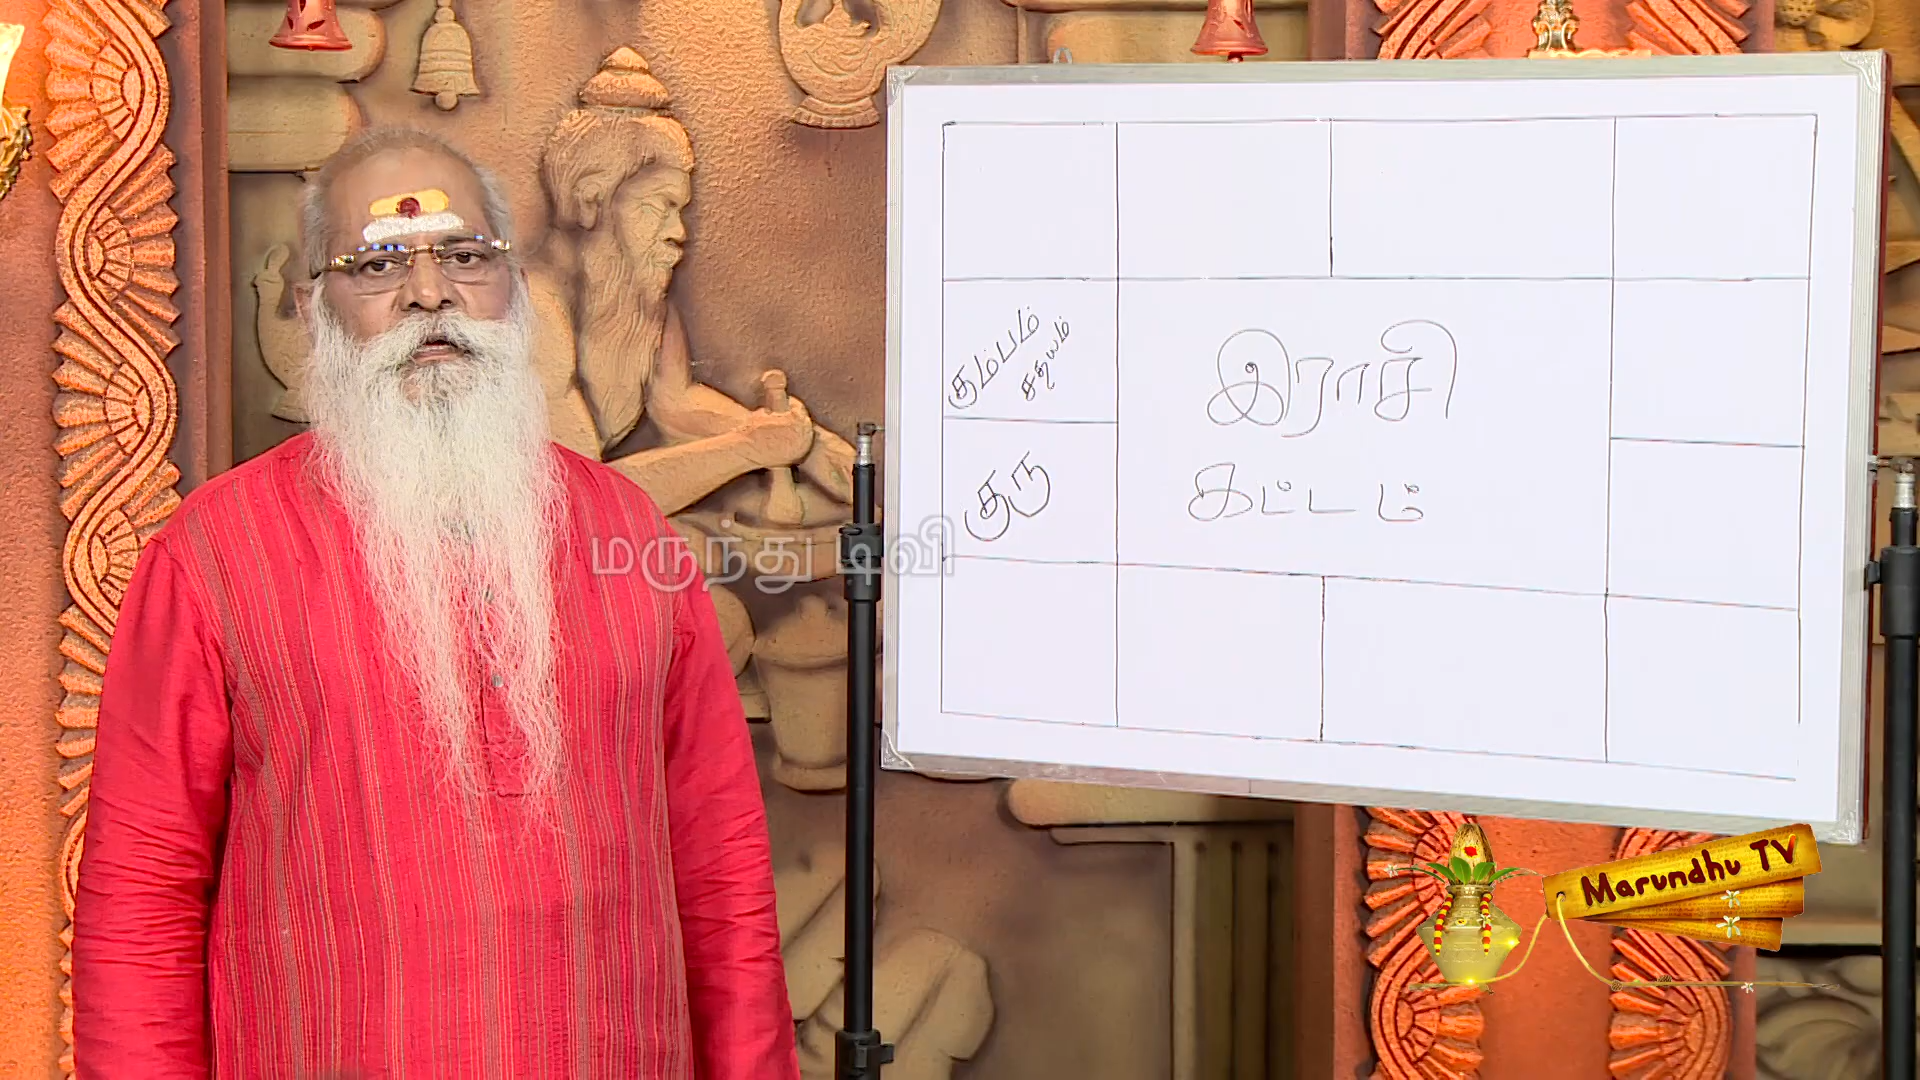 கும்பம்
சதயம்
இராசி
குரு
கட்டம்
மருந்து டிவி
Marundhu TV